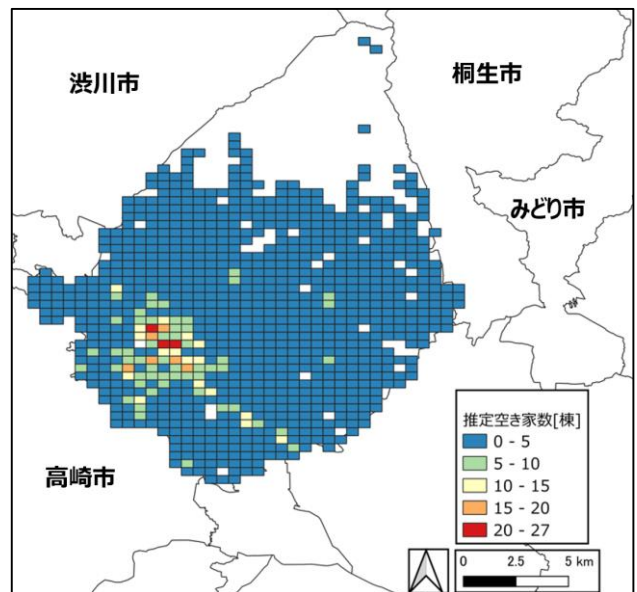 渋川市
桐生市
みどり市
高崎市
推定空き家数[棟]
0 - 5
5 - 10
10 - 15
15 - 20
20 - 27
0 2.5 5 km